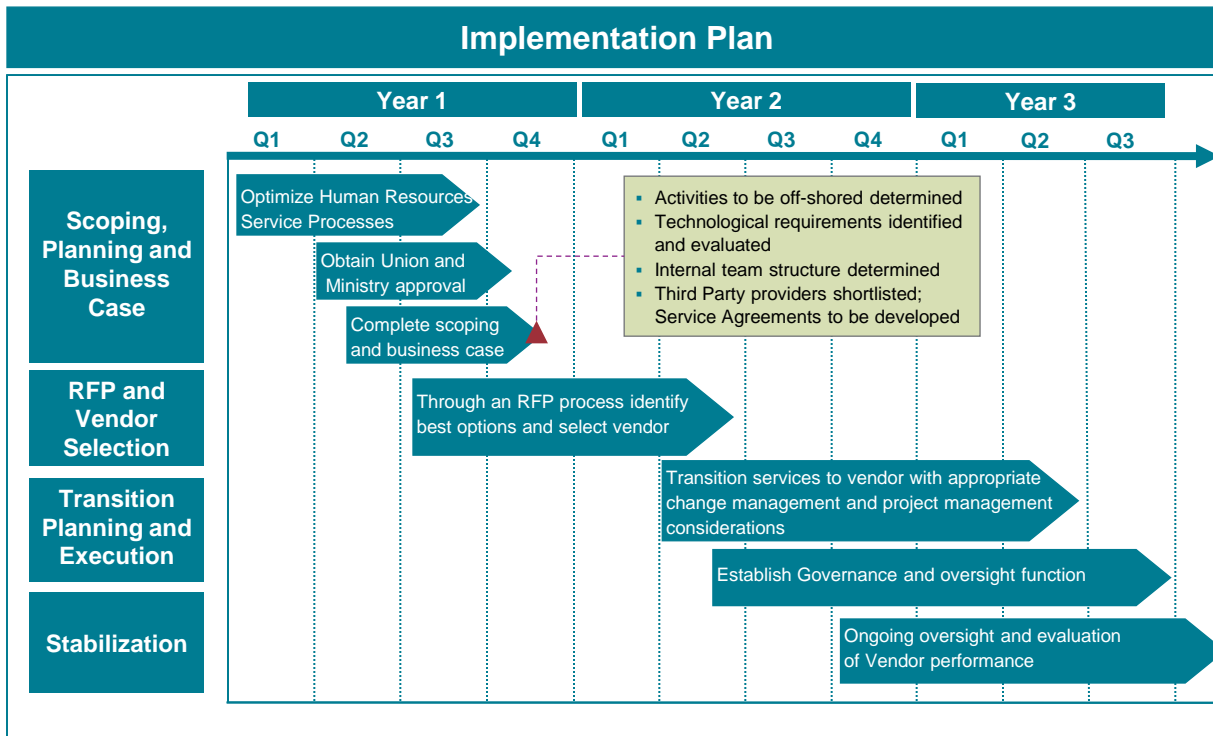 Implementation Plan
Year 1
Year 2
Year 3
Q1
Q2
Q3
Q4
Q1
Q2
Q3
Q4
Q1
Q2
Q3
Scoping,
Planning and
Business
Case
Optimize Human Resources
Service Processes
Obtain Union and
Ministry approval
Complete scoping
and business case
▪ Activities to be off-shored determined
▪ Technological requirements identified
and evaluated
▪ Internal team structure determined
▪ Third Party providers shortlisted;
Service Agreements to be developed
RFP and
Vendor
Selection
Through an RFP process identify
best options and select vendor
Transition
Planning and
Execution
Transition services to vendor with appropriate
change management and project management
considerations
Establish Governance and oversight function
Stabilization
Ongoing oversight and evaluation
of Vendor performance